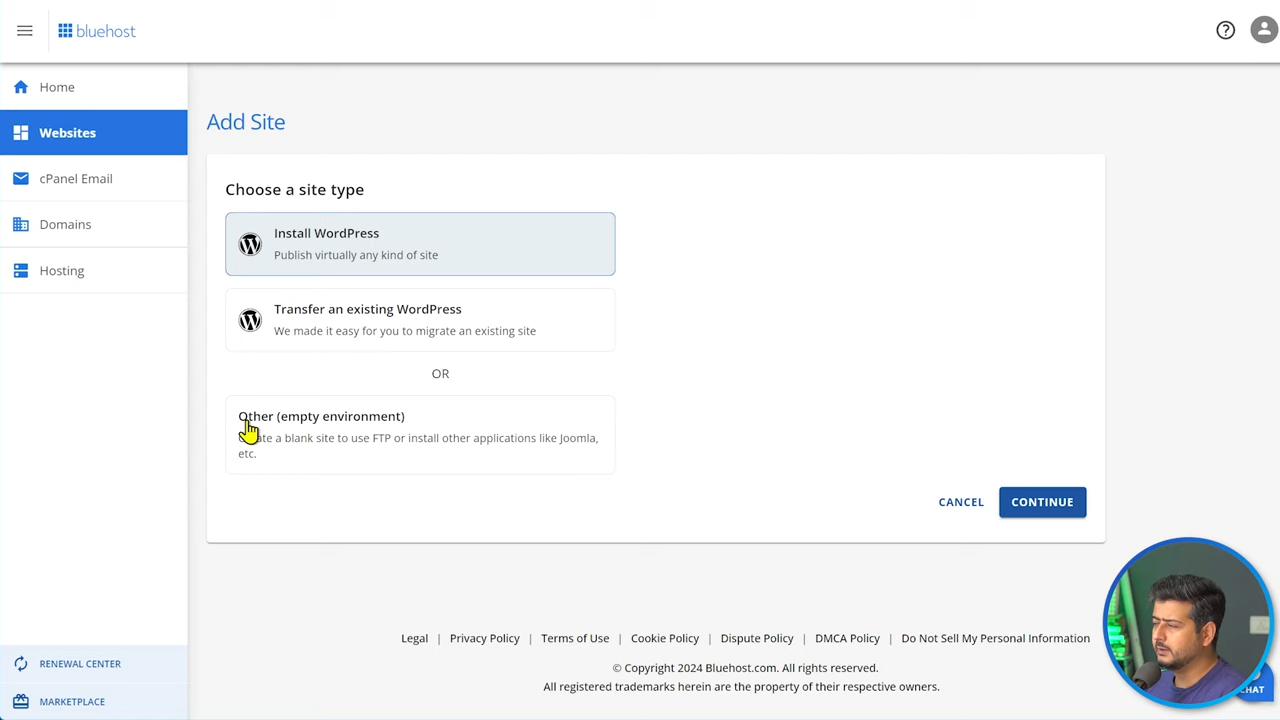 bluehost
Home
Websites
cPanel Email
Domains
Hosting
RENEWAL CENTER
MARKETPLACE
Add Site
Choose a site type
Install WordPress
Publish virtually any kind of site
Transfer an existing WordPress
We made it easy for you to migrate an existing site
OR
Other (empty environment)
a blank site to use FTP or install other applications like Joomla,
etc.
CANCEL
CONTINUE
Legal | Privacy Policy | Terms of Use | Cookie Policy | Dispute Policy | DMCA Policy | Do Not Sell My Personal Information
© Copyright 2024 Bluehost.com. All rights reserved.
All registered trademarks herein are the property of their respective owners.